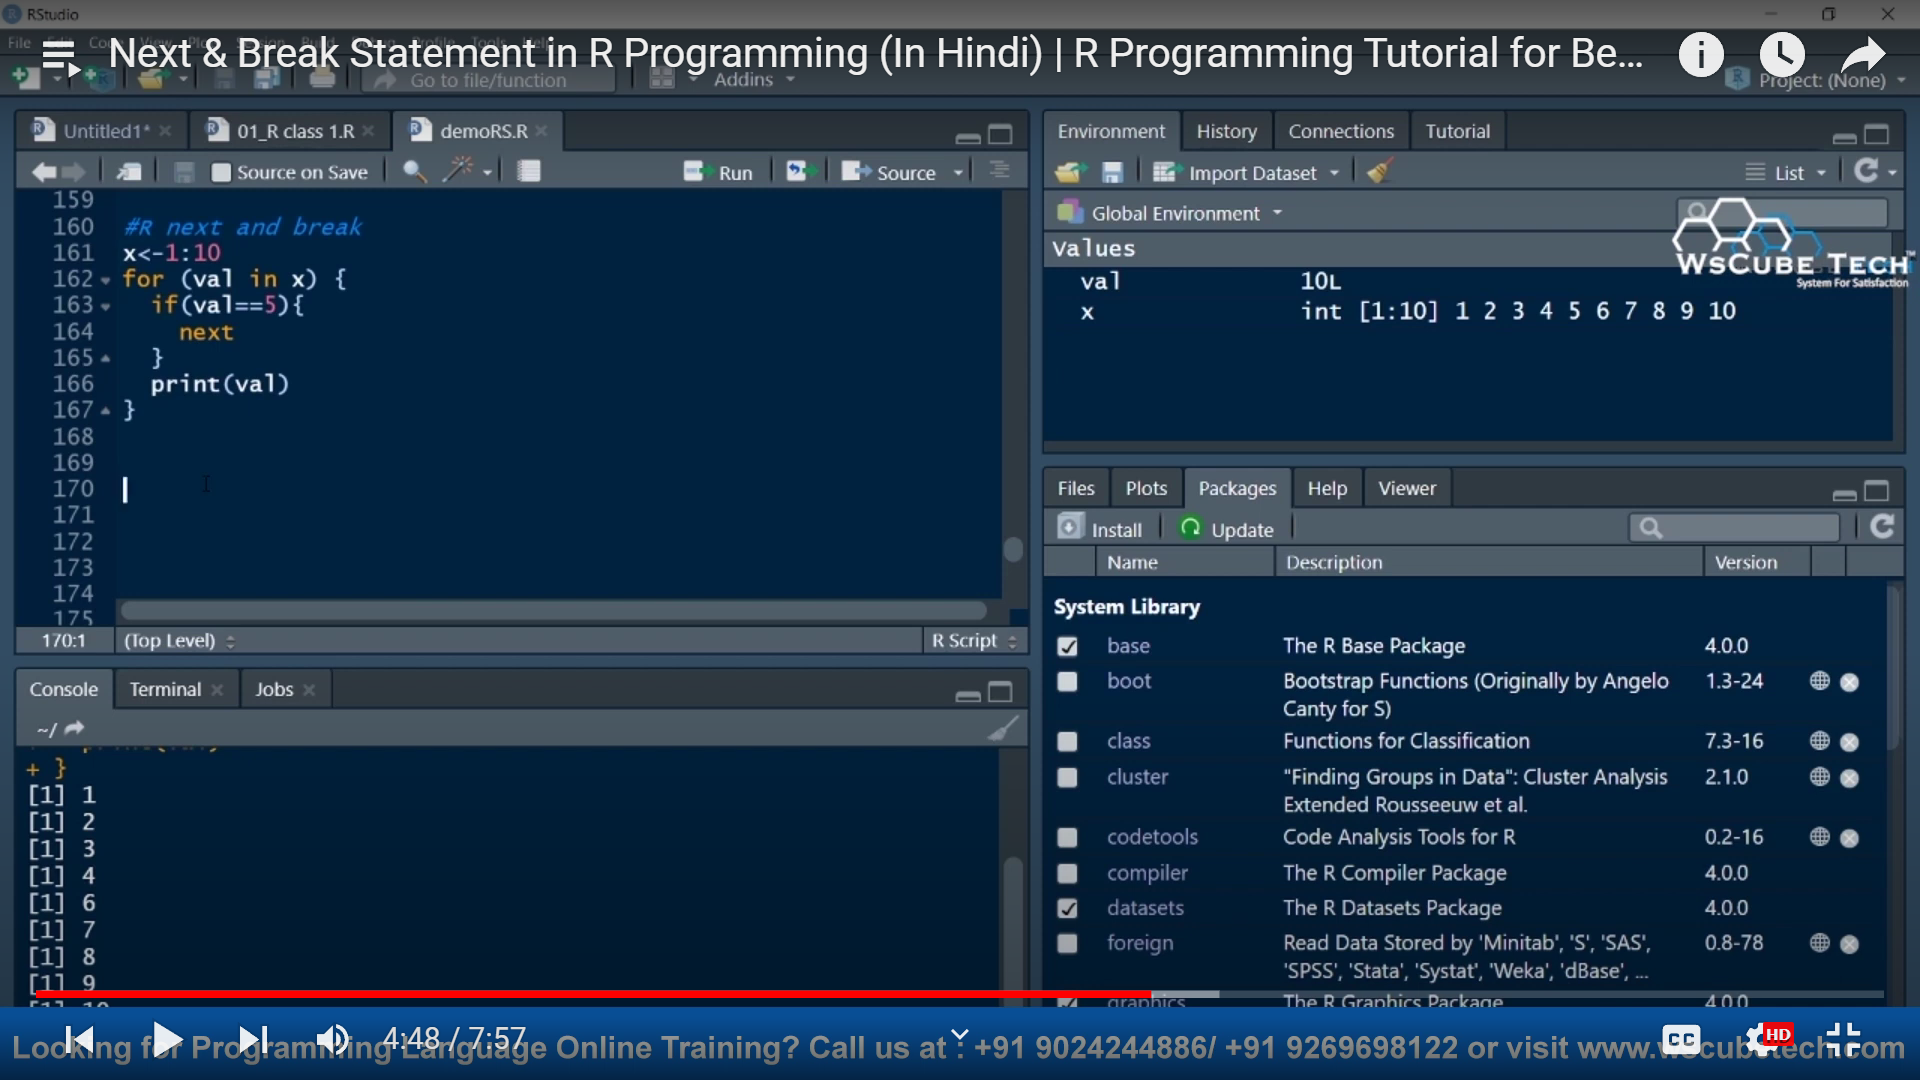 RStudio
File
Next & Break Statement in R Programming (In Hindi) | R Programming Tutorial for Be...
Go to file/function
Addins
Project: (None)
Untitled1*
01_R class 1.R
demoRS.R
Source on Save
Run
Source
159
160 #R next and break
161 x<-1:10
162 for (val in x) {
163 if(val==5){
164 next
165 }
166 print(val)
167 }
168
169
170
171
172
173
174
175
170:1 (Top Level) R Script
Console Terminal Jobs
~/
+ }
[1] 1
[1] 2
[1] 3
[1] 4
[1] 6
[1] 7
[1] 8
[1] 9
[1] 10
Environment History Connections Tutorial
Import Dataset
List
Global Environment
WsCube Tech™
System For Satisfaction
Values
val 10L
x int [1:10] 1 2 3 4 5 6 7 8 9 10
Files Plots Packages Help Viewer
Install Update
Name Description Version
System Library
base The R Base Package 4.0.0
boot Bootstrap Functions (Originally by Angelo 1.3-24
Canty for S)
class Functions for Classification 7.3-16
cluster "Finding Groups in Data": Cluster Analysis 2.1.0
Extended Rousseeuw et al.
codetools Code Analysis Tools for R 0.2-16
compiler The R Compiler Package 4.0.0
datasets The R Datasets Package 4.0.0
foreign Read Data Stored by 'Minitab', 'S', 'SAS', 0.8-78
'SPSS', 'Stata', 'Systat', 'Weka', 'dBase', ...
graphics The R Graphics Package 4.0.0
4:48 / 7:57
CC
HD
Looking for Programming Language Online Training? Call us at : +91 9024244886/ +91 9269698122 or visit www.wscubetech.com